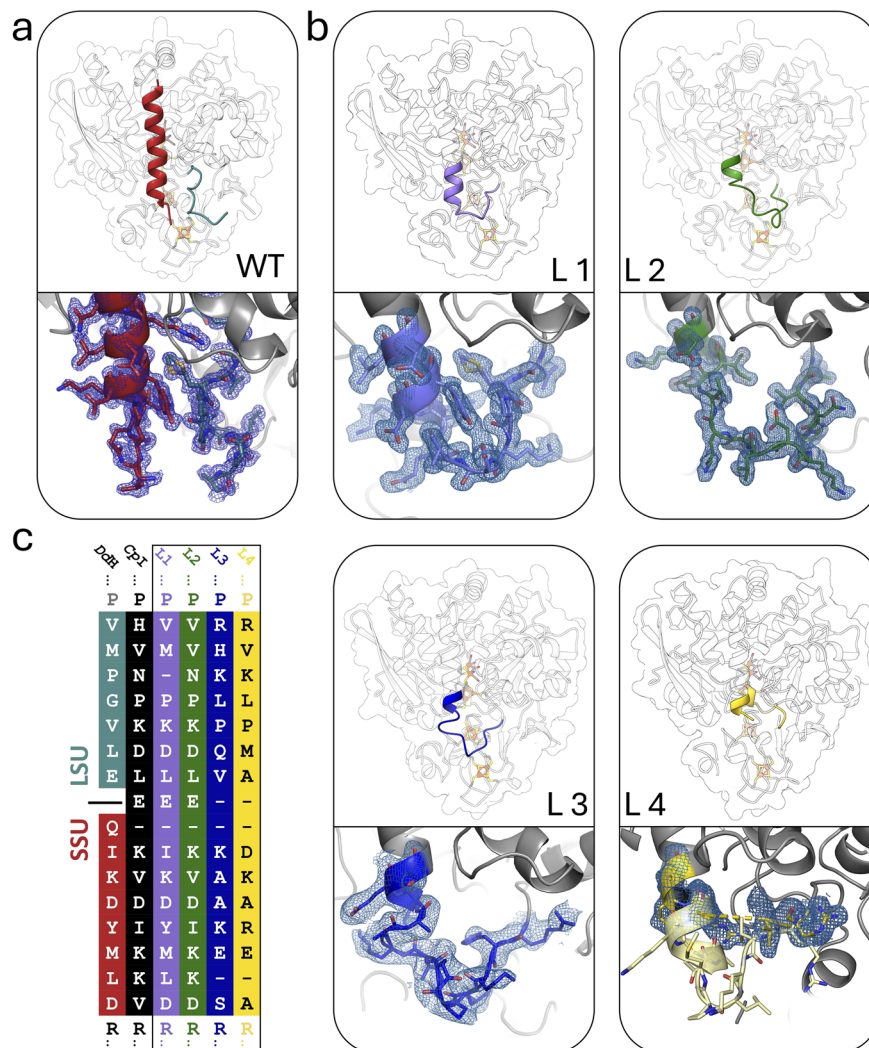 a
WT
b
L 1
L 2
L 3
L 4
c
DdH CpI L1 L2 L3 L4
⋮ ⋮ ⋮ ⋮ ⋮ ⋮
P P P P P P
V H V V R R
M V M V H V
P N - N K K
G P P P L L
V K K K P P
L D D D Q M
E L L L V A
E E E - -
Q - - - - -
I K I K K D
K V K V A K
D D D D A A
Y I Y I K R
M K M K E E
L K L K - -
D V D D S A
R R R R R R
⋮ ⋮ ⋮ ⋮ ⋮ ⋮
LSU
SSU